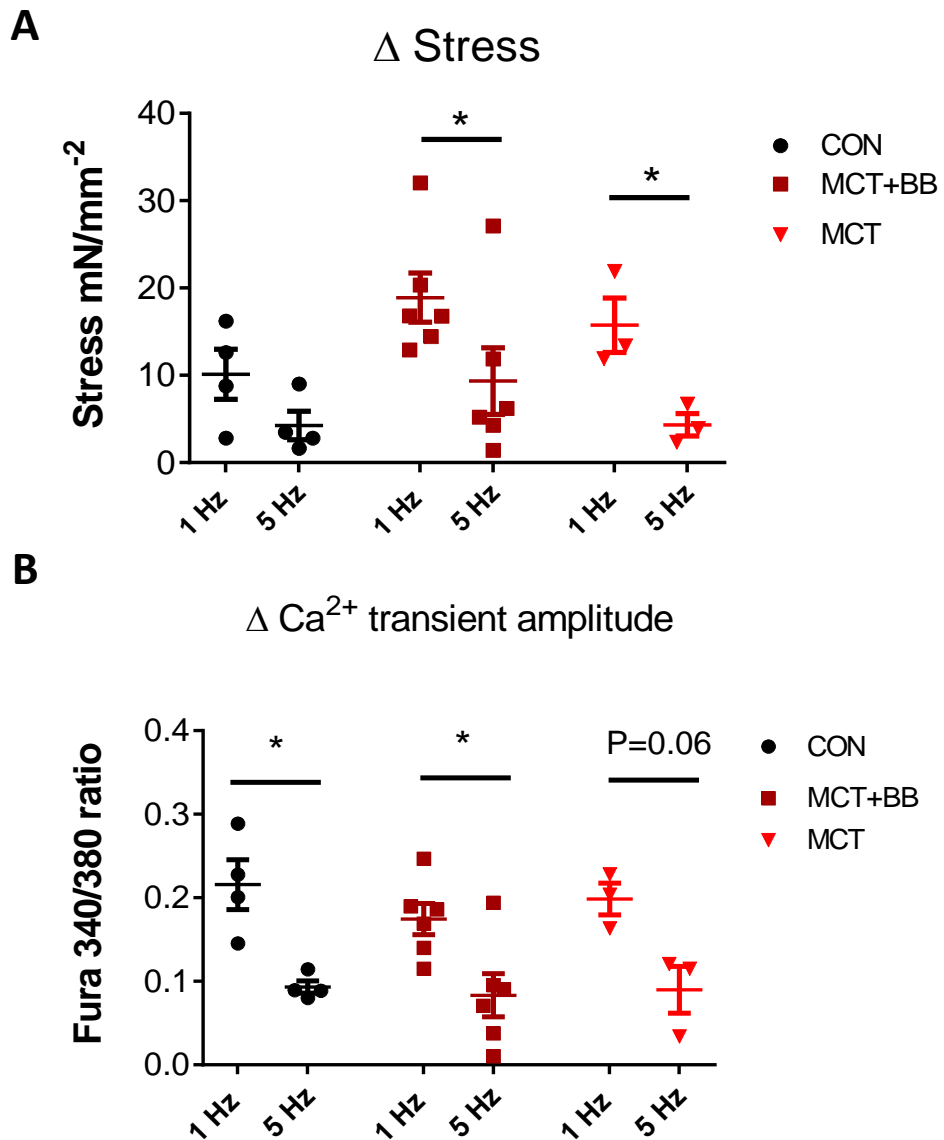 A
Δ Stress
Stress mN/mm⁻²
40
30
20
10
0
*
*
CON
MCT+BB
MCT
1 Hz
5 Hz
1 Hz
5 Hz
1 Hz
5 Hz
B
Δ Ca²⁺ transient amplitude
Fura 340/380 ratio
0.4
0.3
0.2
0.1
0.0
*
*
P=0.06
CON
MCT+BB
MCT
1 Hz
5 Hz
1 Hz
5 Hz
1 Hz
5 Hz